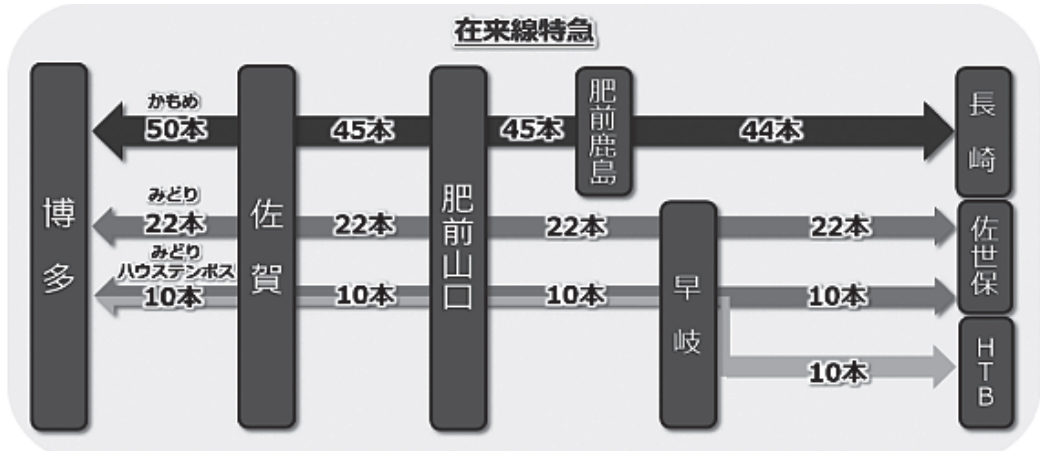 在来線特急
かもめ
50本
45本
45本
44本
みどり
22本
22本
22本
22本
みどり
ハウステンボス
10本
10本
10本
10本
10本
博多
佐賀
肥前山口
肥前鹿島
早岐
長崎
佐世保
HTB